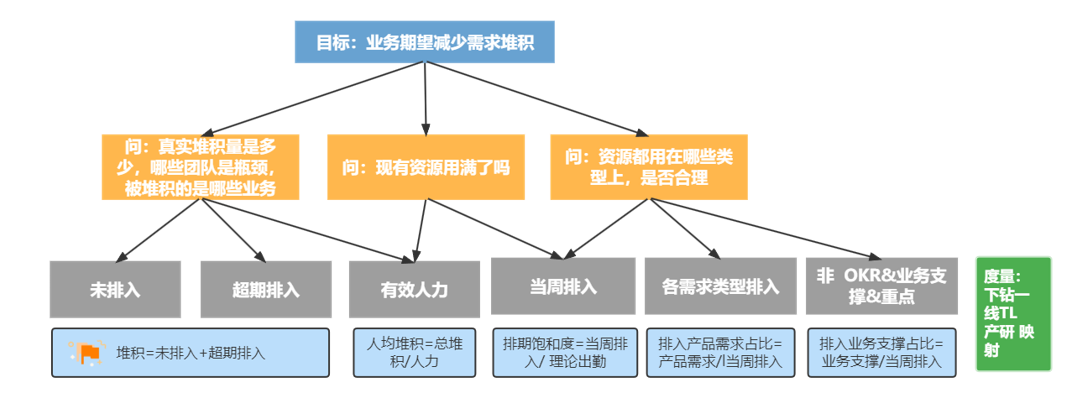 目标：业务期望减少需求堆积
问：真实堆积量是多
少，哪些团队是瓶颈，
被堆积的是哪些业务
问：现有资源用满了吗
问：资源都用在哪些类
型上，是否合理
未排入
超期排入
有效人力
当周排入
各需求类型排入
非 OKR&业务支
撑&重点
度量：
下钻一
线TL
产研 映
射
堆积=未排入+超期排入
人均堆积=总堆
积/人力
排期饱和度=当周排
入/ 理论出勤
排入产品需求占比=
产品需求/l当周排入
排入业务支撑占比=
业务支撑/当周排入